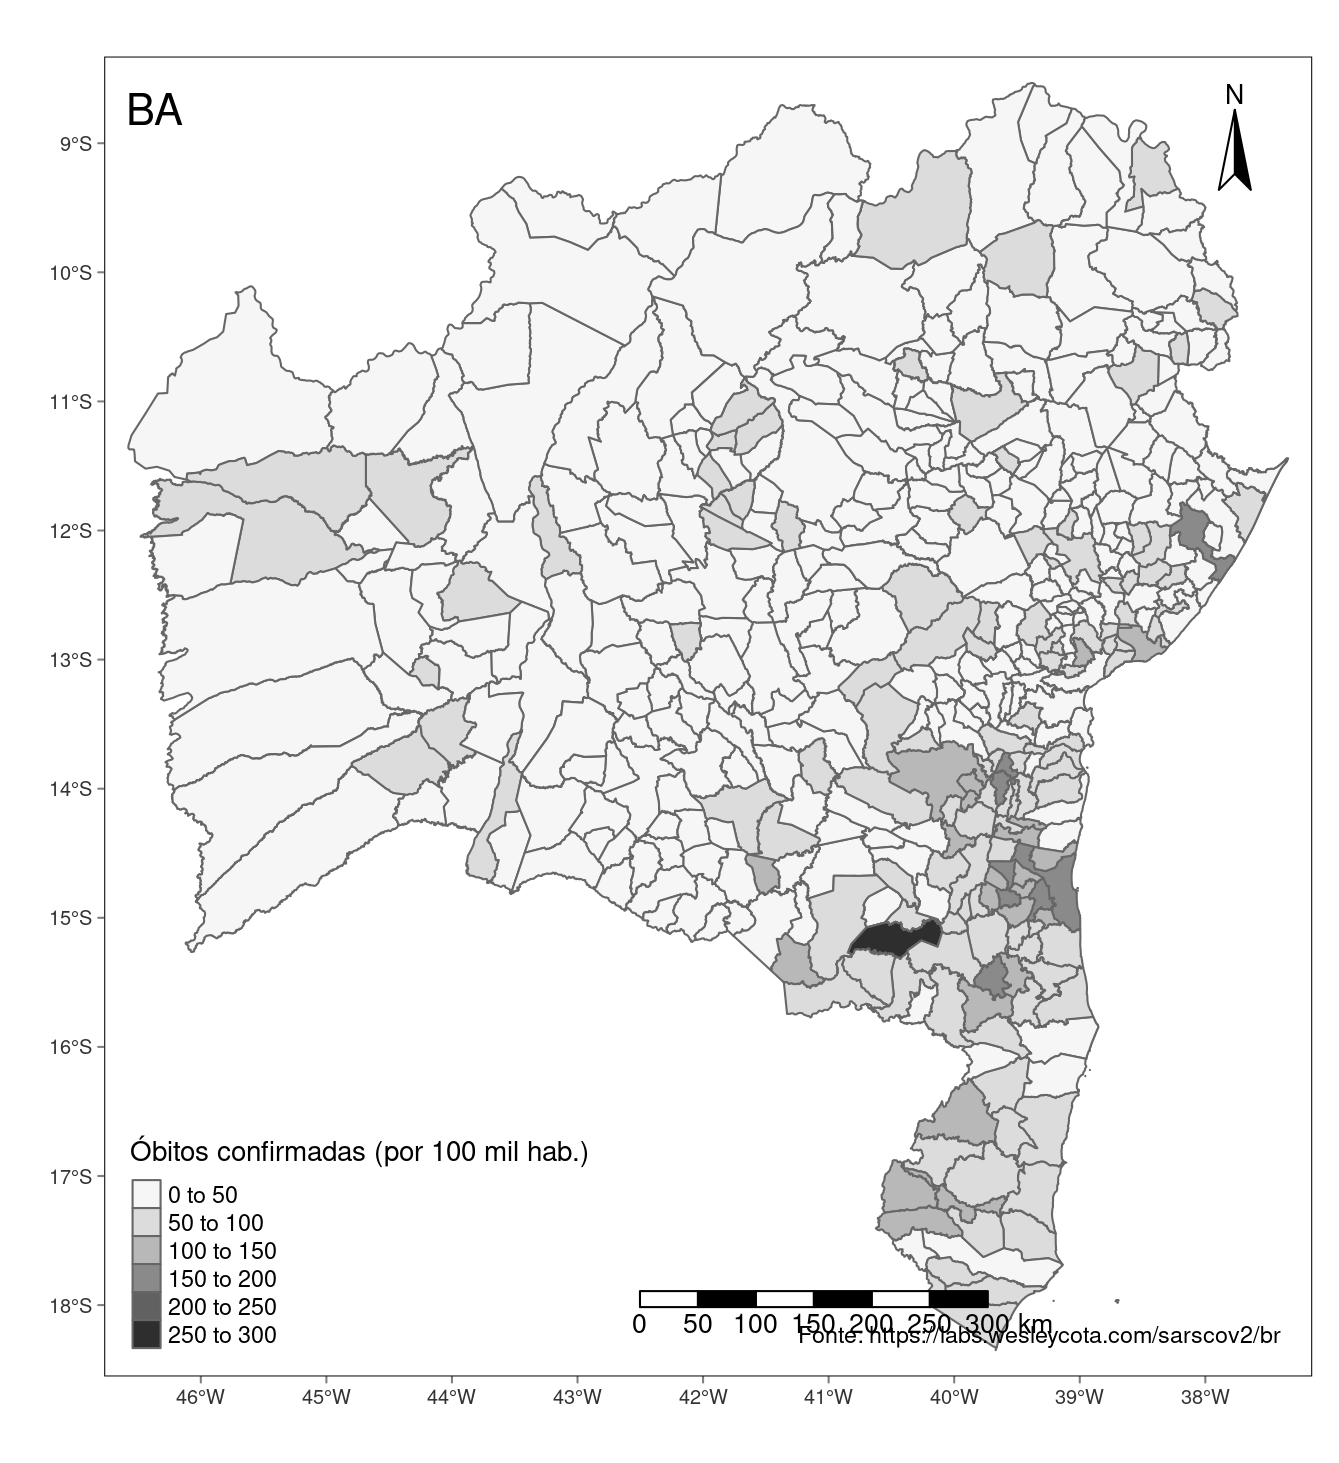 BA
N
9°S
10°S
11°S
12°S
13°S
14°S
15°S
16°S
17°S
18°S
Óbitos confirmadas (por 100 mil hab.)
0 to 50
50 to 100
100 to 150
150 to 200
200 to 250
250 to 300
0 50 100 150 200 250 300 km
Fonte: https://labs.wesleycota.com/sarscov2/br
46°W 45°W 44°W 43°W 42°W 41°W 40°W 39°W 38°W